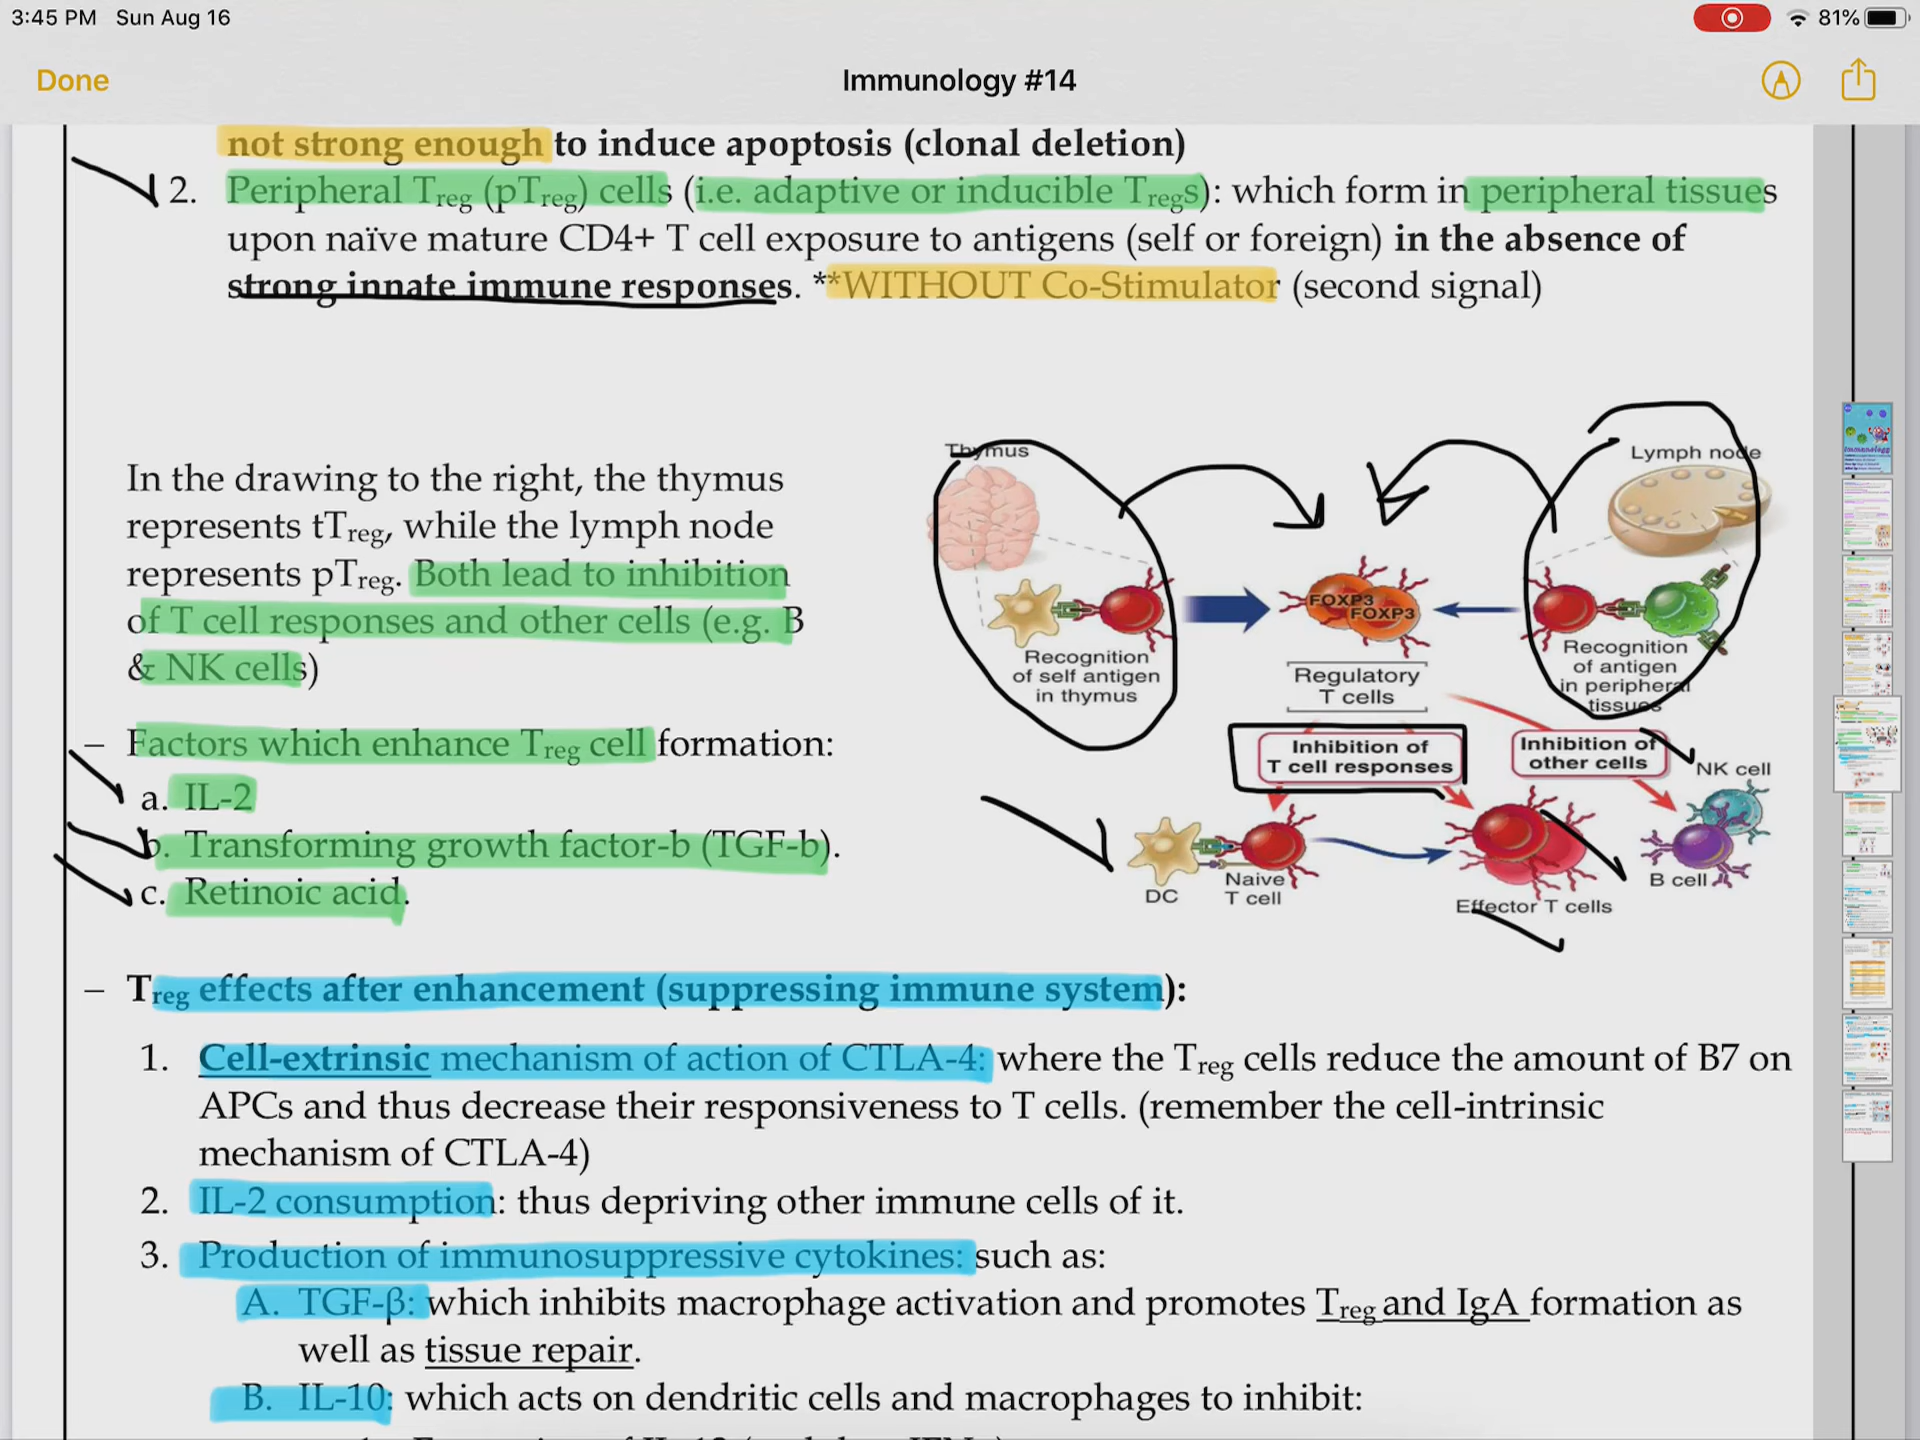 3:45 PM Sun Aug 16
81%
Done
Immunology #14
not strong enough to induce apoptosis (clonal deletion)
2. Peripheral Treg (pTreg) cells (i.e. adaptive or inducible Tregs): which form in peripheral tissues
upon naïve mature CD4+ T cell exposure to antigens (self or foreign) in the absence of
strong innate immune responses. **WITHOUT Co-Stimulator (second signal)
In the drawing to the right, the thymus
represents tTreg, while the lymph node
represents pTreg. Both lead to inhibition
of T cell responses and other cells (e.g. B
& NK cells)
Thymus
Lymph node
FOXP3
FOXP3
Recognition
of self antigen
in thymus
Regulatory
T cells
Recognition
of antigen
in peripheral
tissues
Inhibition of
T cell responses
Inhibition of
other cells
NK cell
DC
Naive
T cell
Effector T cells
B cell
– Factors which enhance Treg cell formation:
a. IL-2
b. Transforming growth factor-b (TGF-b).
c. Retinoic acid.
– Treg effects after enhancement (suppressing immune system):
1. Cell-extrinsic mechanism of action of CTLA-4: where the Treg cells reduce the amount of B7 on
APCs and thus decrease their responsiveness to T cells. (remember the cell-intrinsic
mechanism of CTLA-4)
2. IL-2 consumption: thus depriving other immune cells of it.
3. Production of immunosuppressive cytokines: such as:
A. TGF-β: which inhibits macrophage activation and promotes Treg and IgA formation as
well as tissue repair.
B. IL-10: which acts on dendritic cells and macrophages to inhibit: